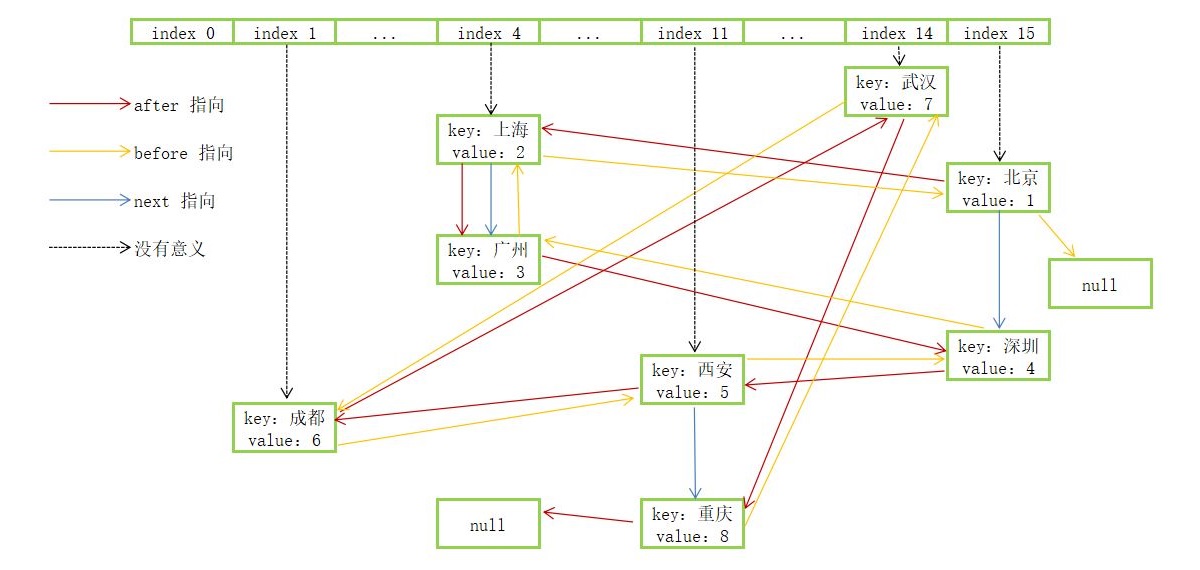 index 0 index 1 ... index 4 ... index 11 ... index 14 index 15
after 指向
before 指向
next 指向
没有意义
key: 武汉
value: 7
key: 上海
value: 2
key: 北京
value: 1
key: 广州
value: 3
null
key: 深圳
value: 4
key: 西安
value: 5
key: 成都
value: 6
null
key: 重庆
value: 8